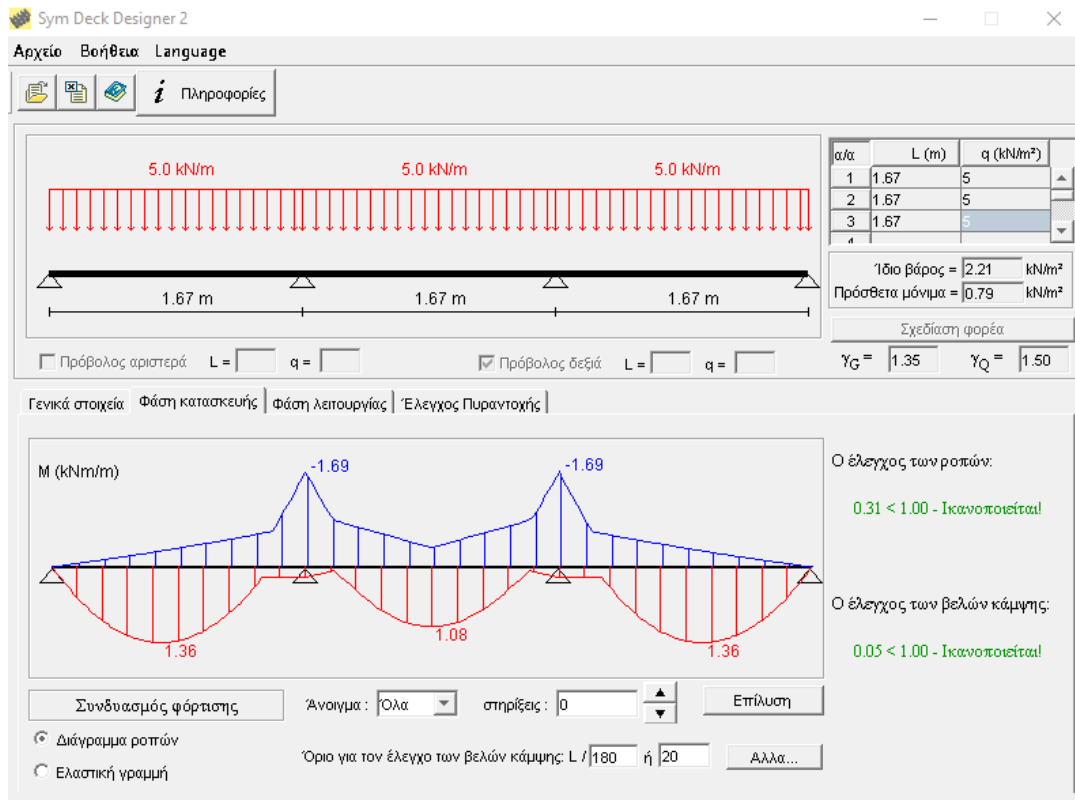 Sym Deck Designer 2
Αρχείο Βοήθεια Language
i Πληροφορίες
5.0 kN/m 5.0 kN/m 5.0 kN/m
1.67 m 1.67 m 1.67 m
Πρόβολος αριστερά L = q = Πρόβολος δεξιά L = q =
α/α L (m) q (kN/m²)
1 1.67 5
2 1.67 5
3 1.67 5
4
Ίδιο βάρος = 2.21 kN/m²
Πρόσθετα μόνιμα = 0.79 kN/m²
Σχεδίαση φορέα
γG = 1.35 γQ = 1.50
Γενικά στοιχεία Φάση κατασκευής Φάση λειτουργίας Έλεγχος Πυραντοχής
M (kNm/m)
-1.69 -1.69
1.36 1.08 1.36
Ο έλεγχος των ροπών:
0.31 < 1.00 - Ικανοποιείται!
Ο έλεγχος των βελών κάμψης:
0.05 < 1.00 - Ικανοποιείται!
Συνδυασμός φόρτισης Άνοιγμα : Όλα στηρίξεις : 0 Επίλυση
Διάγραμμα ροπών
Όριο για τον έλεγχο των βελών κάμψης: L / 180 ή 20 Αλλα...
Ελαστική γραμμή